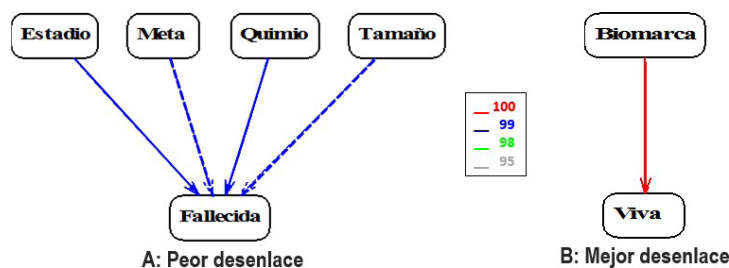 Estadio Meta Quimio Tamaño Biomarca
100
99
98
95
Fallecida Viva
A: Peor desenlace B: Mejor desenlace